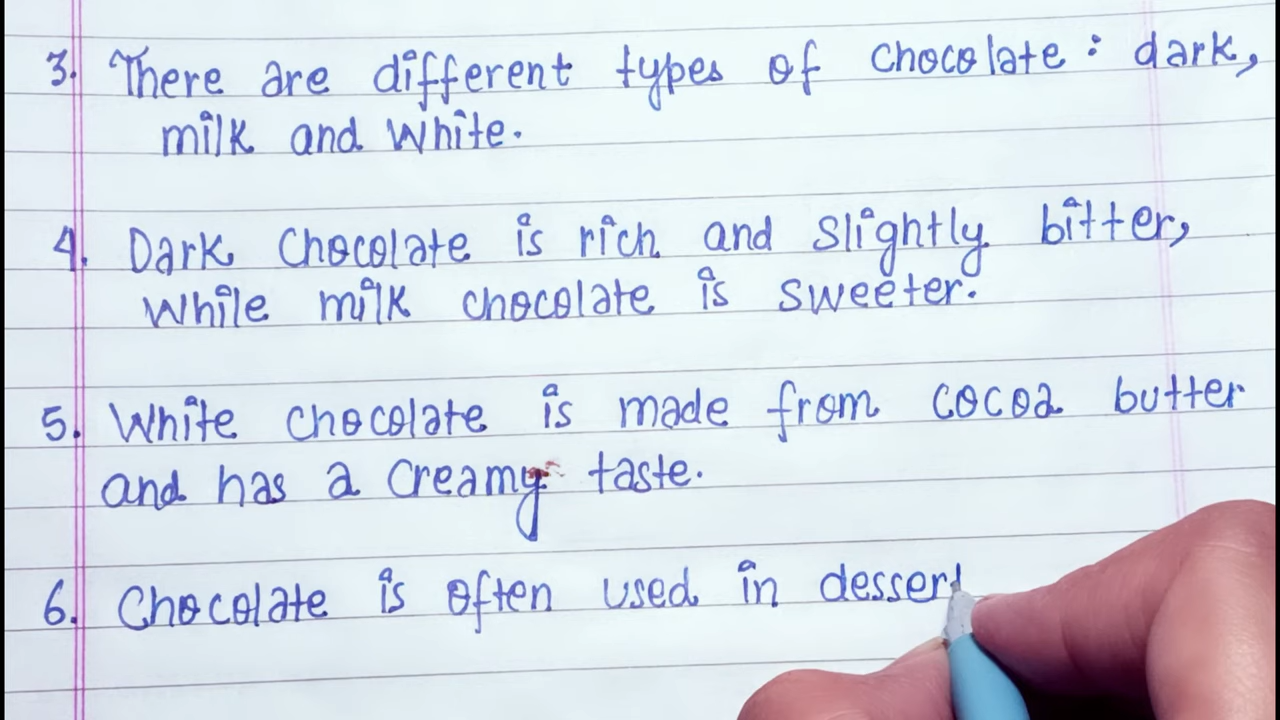 3. There are different types of chocolate: dark,
milk and white.
4. Dark Chocolate is rich and slightly bitter,
while milk chocolate is sweeter.
5. White chocolate is made from cocoa butter
and has a creamy taste.
6. Chocolate is often used in dessert